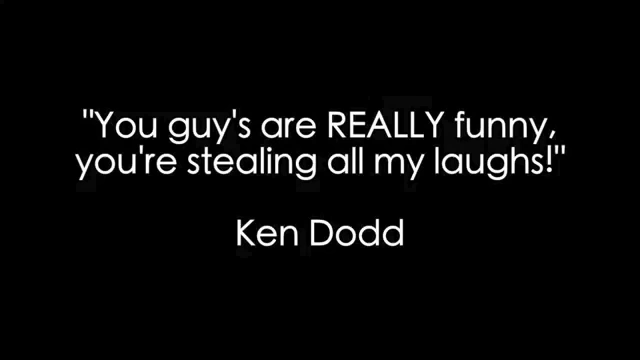 "You guy's are REALLY funny,
you're stealing all my laughs!"
Ken Dodd